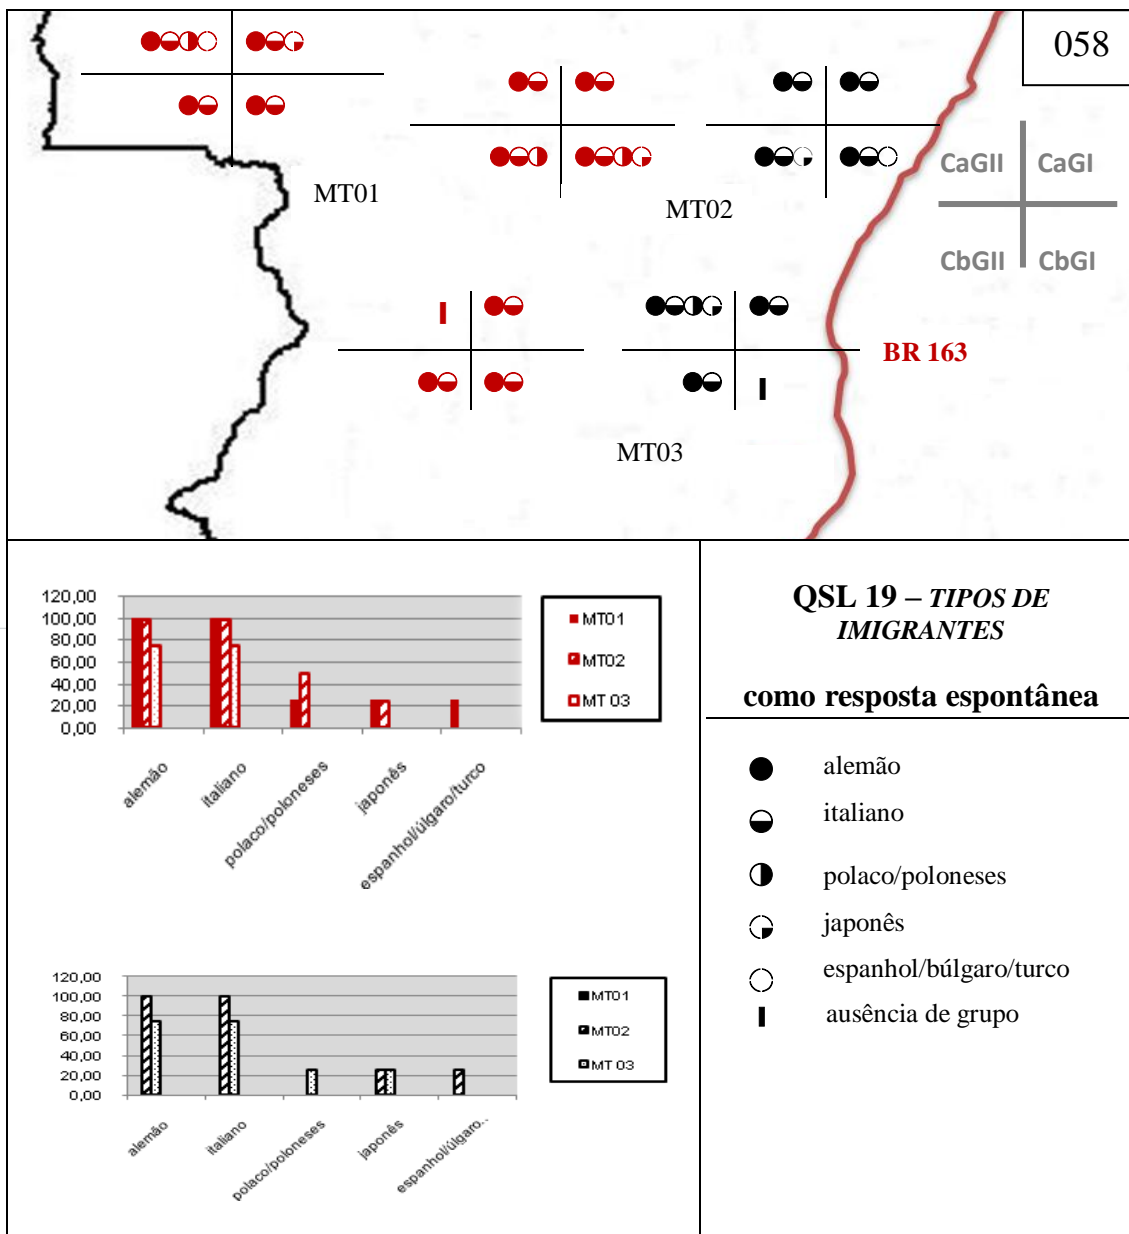 058
CaGII CaGI
CbGII CbGI
MT01
MT02
BR 163
MT03
120,00
100,00
80,00
60,00
40,00
20,00
0,00
alemão
italiano
polaco/poloneses
japonês
espanhol/úlgaro/turco
MT01
MT02
MT 03
120,00
100,00
80,00
60,00
40,00
20,00
0,00
alemão
italiano
polaco/poloneses
japonês
espanhol/úlgaro...
MT01
MT02
MT 03
QSL 19 – TIPOS DE
IMIGRANTES
como resposta espontânea
alemão
italiano
polaco/poloneses
japonês
espanhol/búlgaro/turco
ausência de grupo